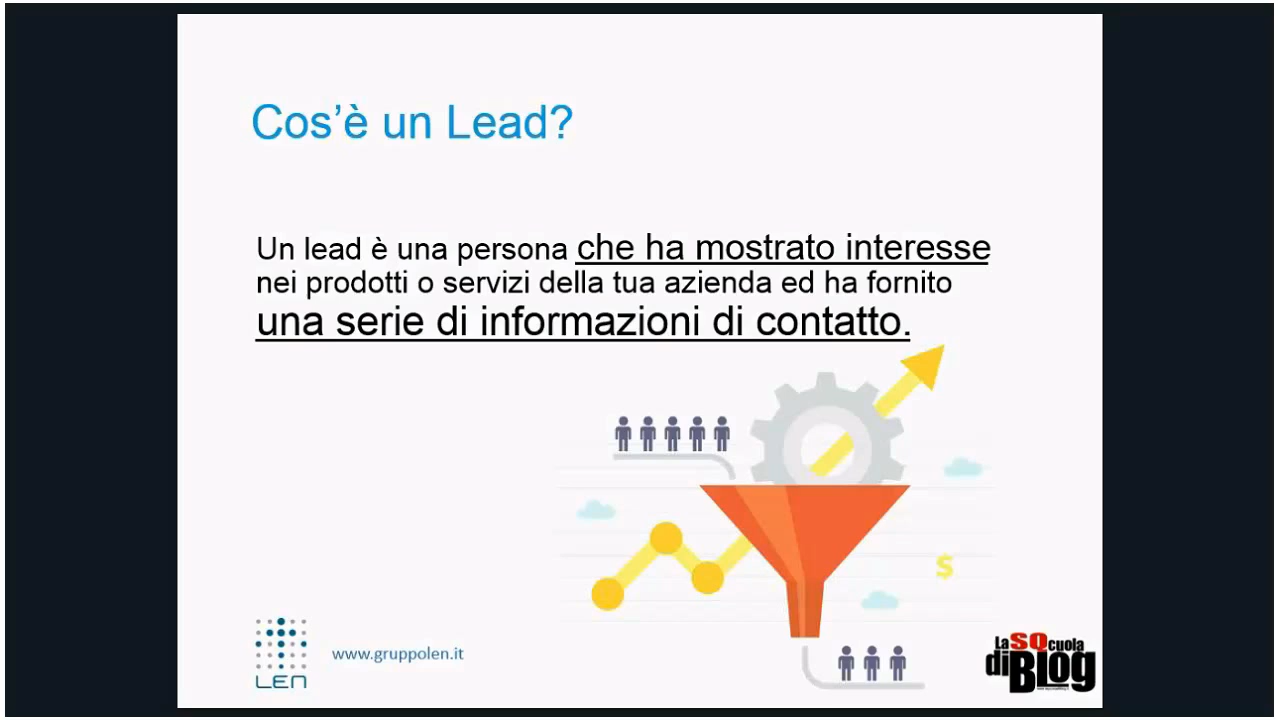 Cos’è un Lead?
Un lead è una persona che ha mostrato interesse
nei prodotti o servizi della tua azienda ed ha fornito
una serie di informazioni di contatto.
$
LEN
www.gruppolen.it
La SQcuola
di BLOG